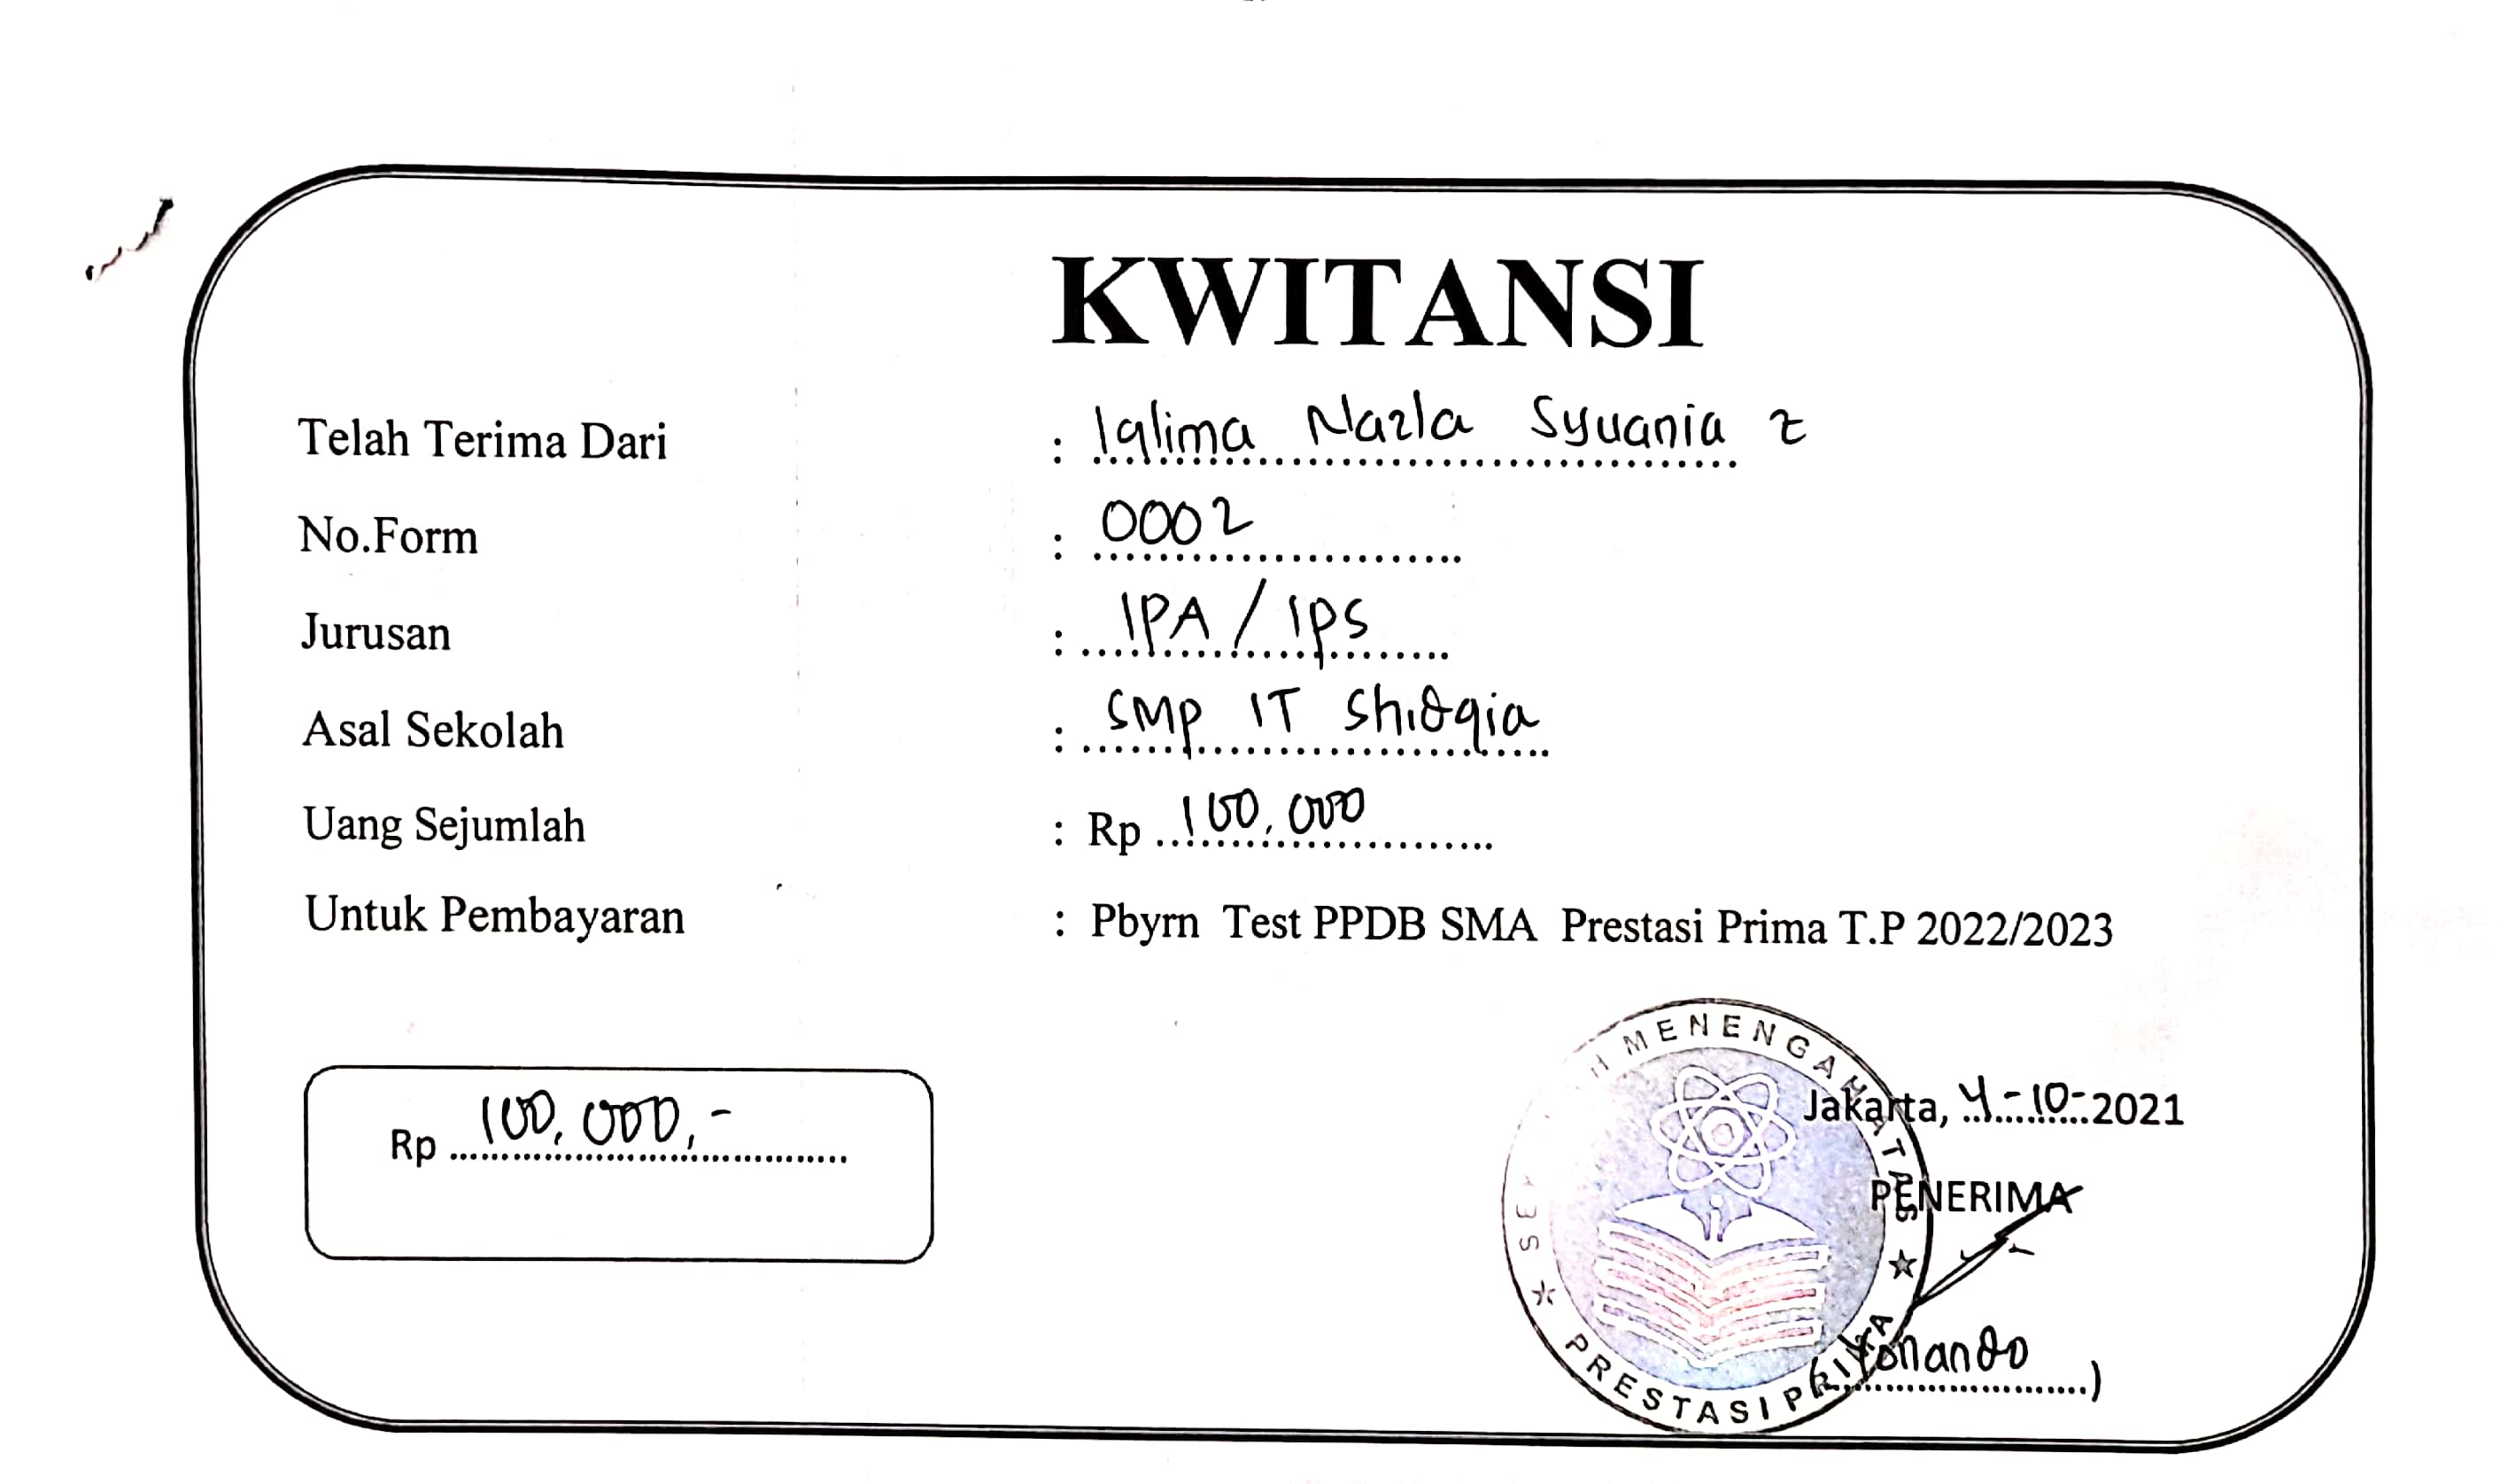 KWITANSI
Telah Terima Dari : Iqlima Nazla Syuania Z
No.Form : 0002
Jurusan : IPA / IPS
Asal Sekolah : SMP IT Shidqia
Uang Sejumlah : Rp 100,000
Untuk Pembayaran : Pbyrn Test PPDB SMA Prestasi Prima T.P 2022/2023
MENENGAH ATAS
PRESTASI PRIMA
Jakarta, 4-10-2021
Rp 100,000,-
PENERIMA